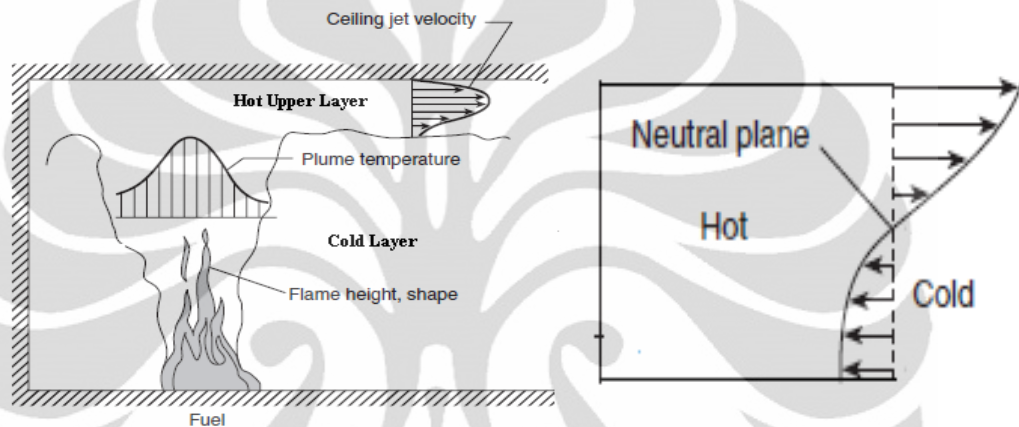 Ceiling jet velocity
Hot Upper Layer
Plume temperature
Cold Layer
Flame height, shape
Fuel
Neutral plane
Hot
Cold